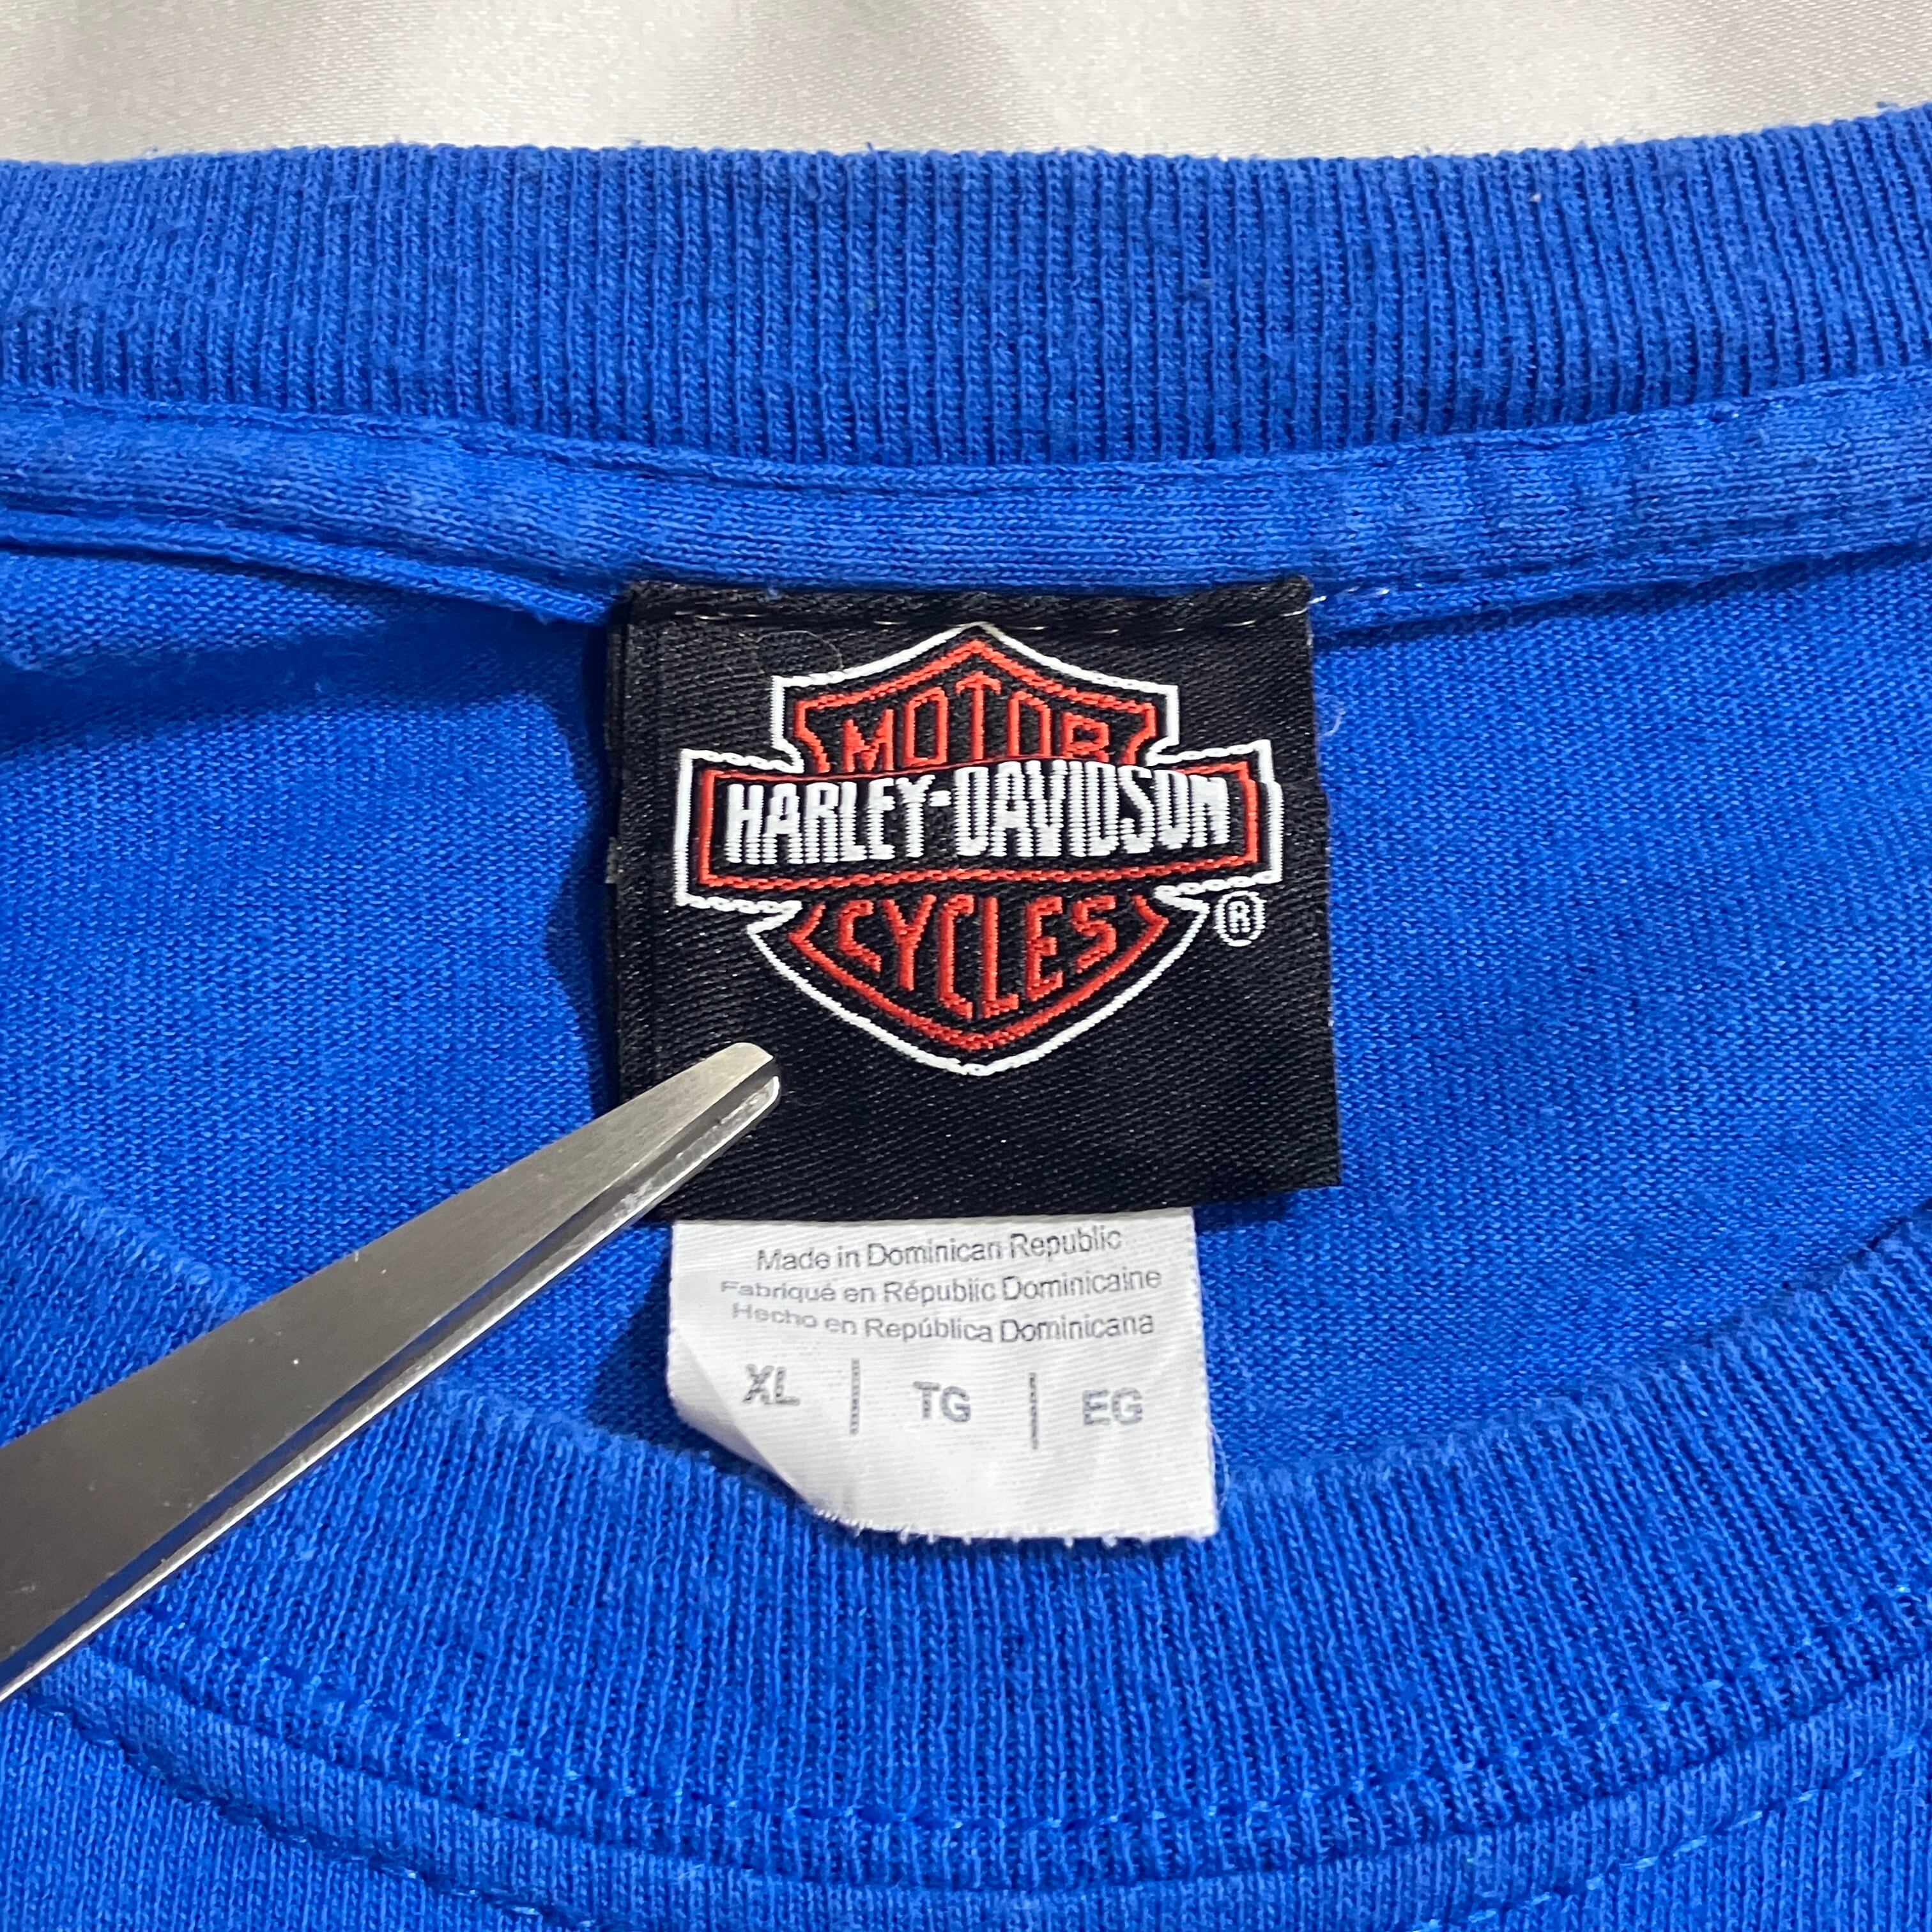 MOTOR
HARLEY-DAVIDSON
CYCLES
®
Made in Dominican Republic
Fabriqué en Républic Dominicaine
Hecho en República Dominicana
XL | TG | EG